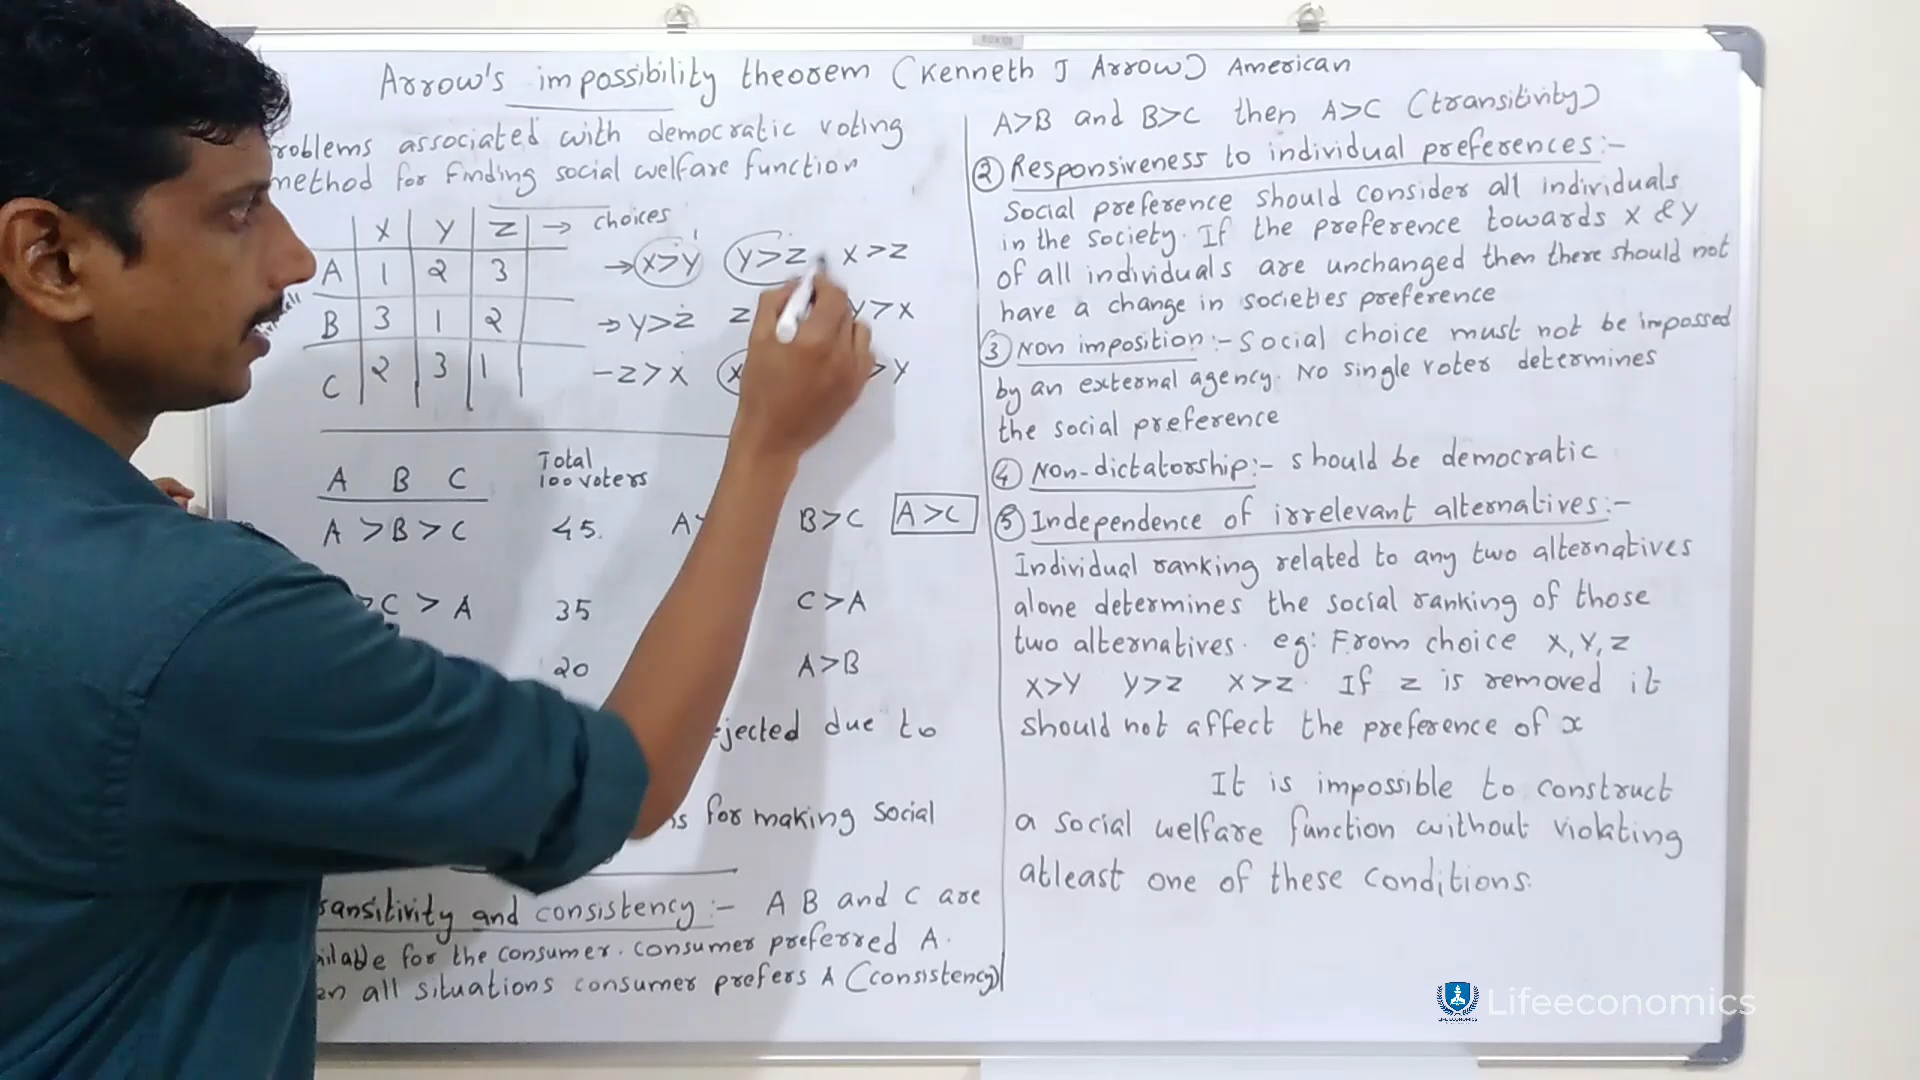 Arrow's impossibility theorem (Kenneth J Arrow) American
roblems associated with democratic voting
method for finding social welfare function
X Y Z → choices
A 1 2 3 → X>Y Y>Z X>Z
B 3 1 2 → Y>Z Z Y>X
C 2 3 1 - Z>X X >Y
A B C Total 100 voters
A >B > C 45. A> B>C A>C
>C > A 35 C>A
20 A>B
jected due to
for making social
ransitivity and consistency :- A B and C are
ailable for the consumer. consumer preferred A.
en all situations consumer prefers A (consistency)
A>B and B>C then A>C (transitivity)
② Responsiveness to individual preferences:-
Social preference should consider all individuals
in the society. If the preference towards X & Y
of all individuals are unchanged then there should not
have a change in societies preference
③ Non imposition :- Social choice must not be impossed
by an external agency. No single voter determines
the social preference
④ Non-dictatorship:- should be democratic
⑤ Independence of irrelevant alternatives:-
Individual ranking related to any two alternatives
alone determines the social ranking of those
two alternatives. eg: From choice X, Y, Z
X>Y Y>Z X>Z. If Z is removed it
should not affect the preference of x
It is impossible to construct
a social welfare function without violating
atleast one of these conditions.
Lifeeconomics